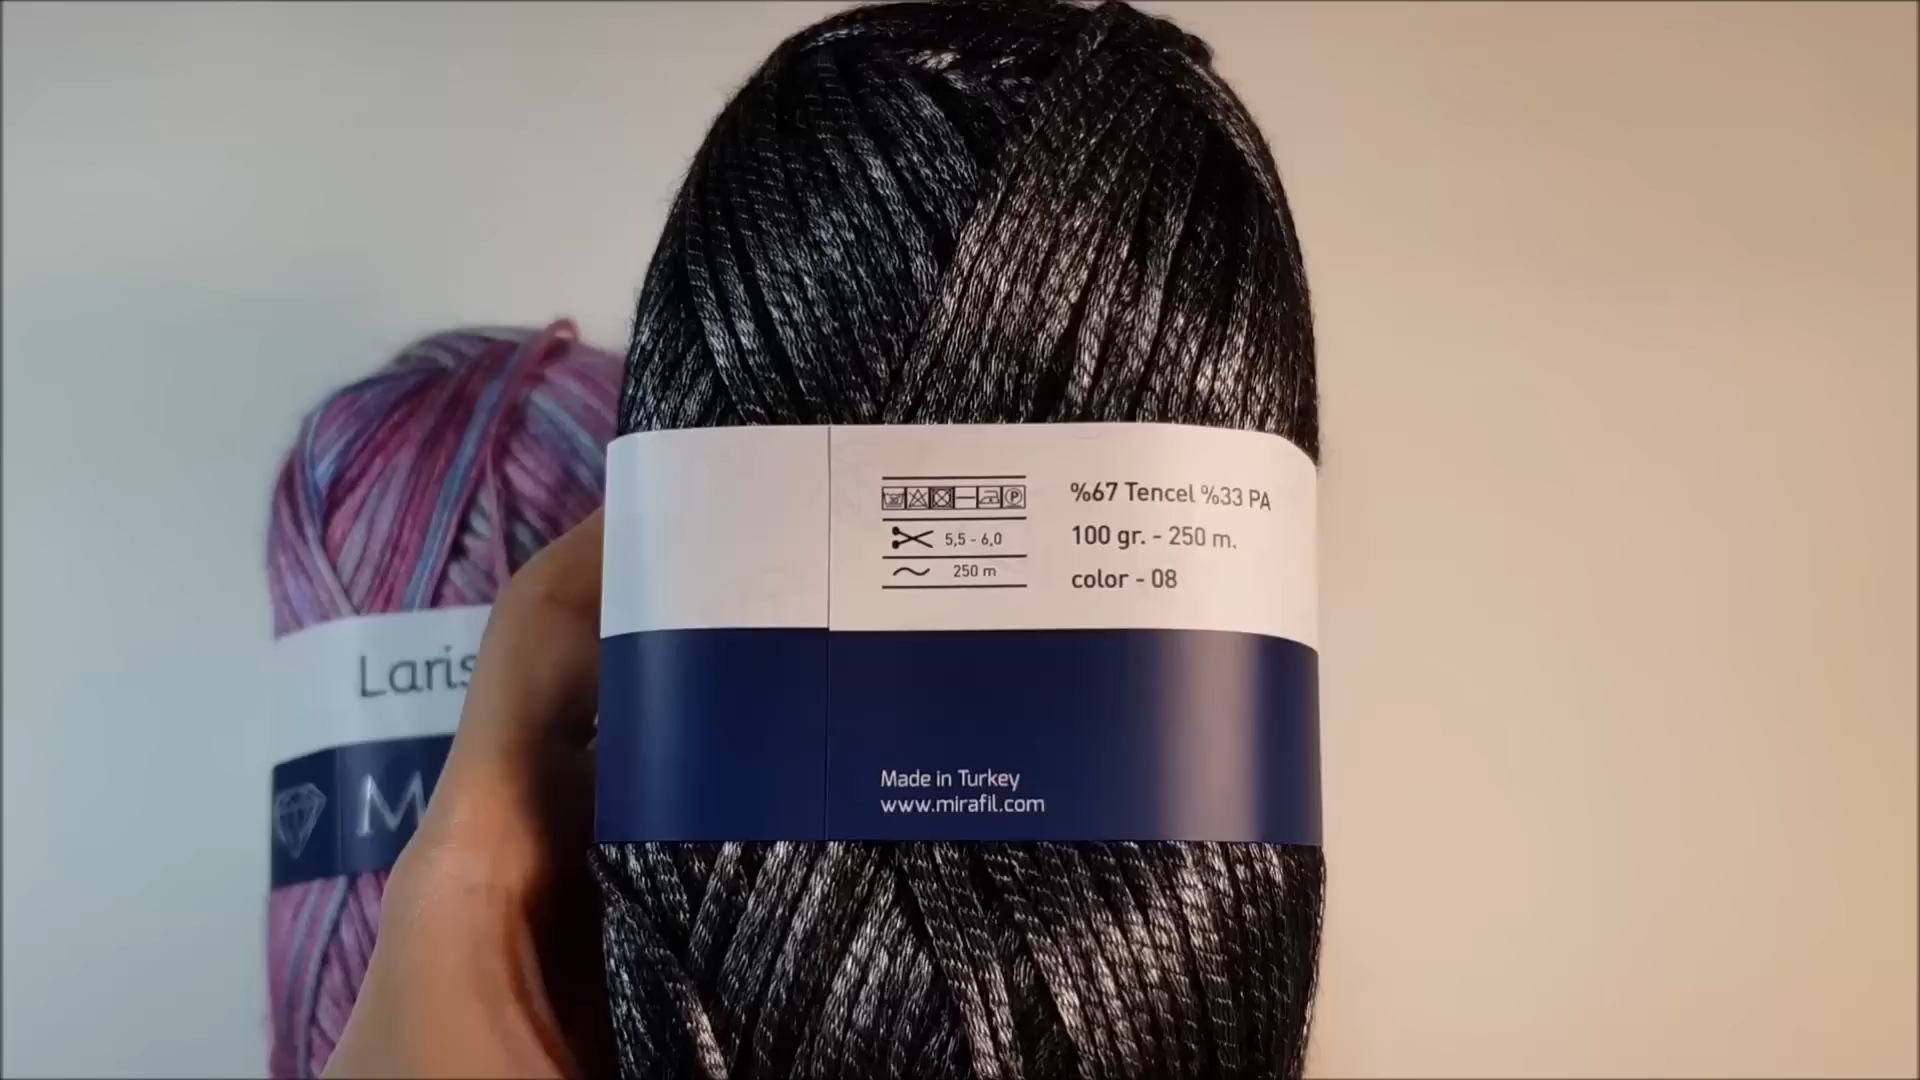 %67 Tencel %33 PA
100 gr. - 250 m.
color - 08
5,5 - 6,0
250 m
Made in Turkey
www.mirafil.com
Laris
M